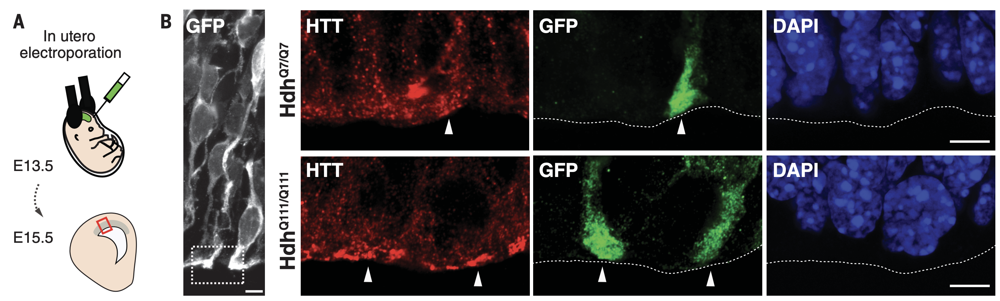 A
In utero
electroporation
E13.5
E15.5
B
GFP
Hdh^Q7/Q7
HTT
GFP
DAPI
Hdh^Q111/Q111
HTT
GFP
DAPI